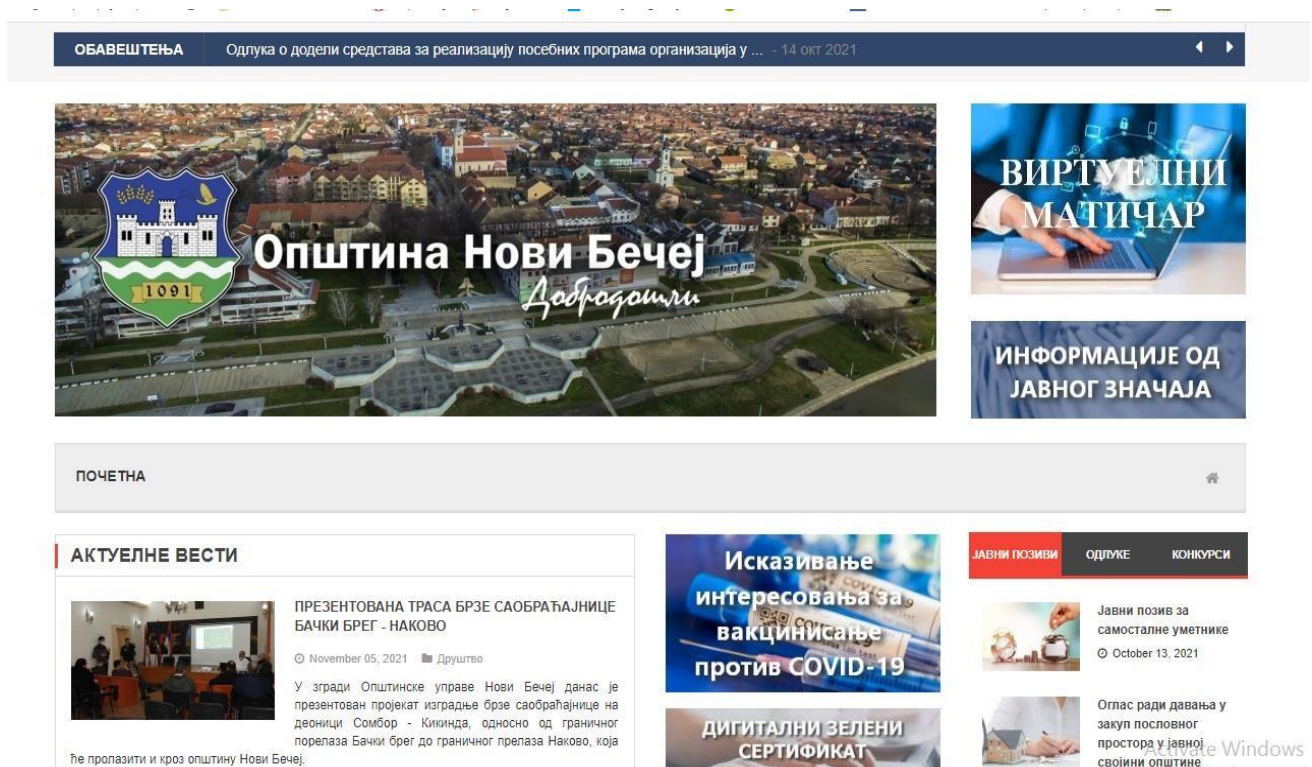 ОБАВЕШТЕЊА
Одлука о додели средстава за реализацију посебних програма организација у ... - 14 окт 2021
1091
Општина Нови Бечеј
Добродошли
ВИРТУЕЛНИ
МАТИЧАР
ИНФОРМАЦИЈЕ ОД
ЈАВНОГ ЗНАЧАЈА
ПОЧЕТНА
АКТУЕЛНЕ ВЕСТИ
ПРЕЗЕНТОВАНА ТРАСА БРЗЕ САОБРАЋАЈНИЦЕ
БАЧКИ БРЕГ - НАКОВО
November 05, 2021 Друштво
У згради Општинске управе Нови Бечеј данас је
презентован пројекат изградње брзе саобраћајнице на
деоници Сомбор - Кикинда, односно од граничног
порелаза Бачки брег до граничног прелаза Наково, која
ће пролазити и кроз општину Нови Бечеј.
Исказивање
интересовања за
вакцинисање
против COVID-19
ДИГИТАЛНИ ЗЕЛЕНИ
СЕРТИФИКАТ
ЈАВНИ ПОЗИВИ ОДЛУКЕ КОНКУРСИ
Јавни позив за
самосталне уметнике
October 13, 2021
Оглас ради давања у
закуп пословног
простора у јавној
својини општине
Activate Windows